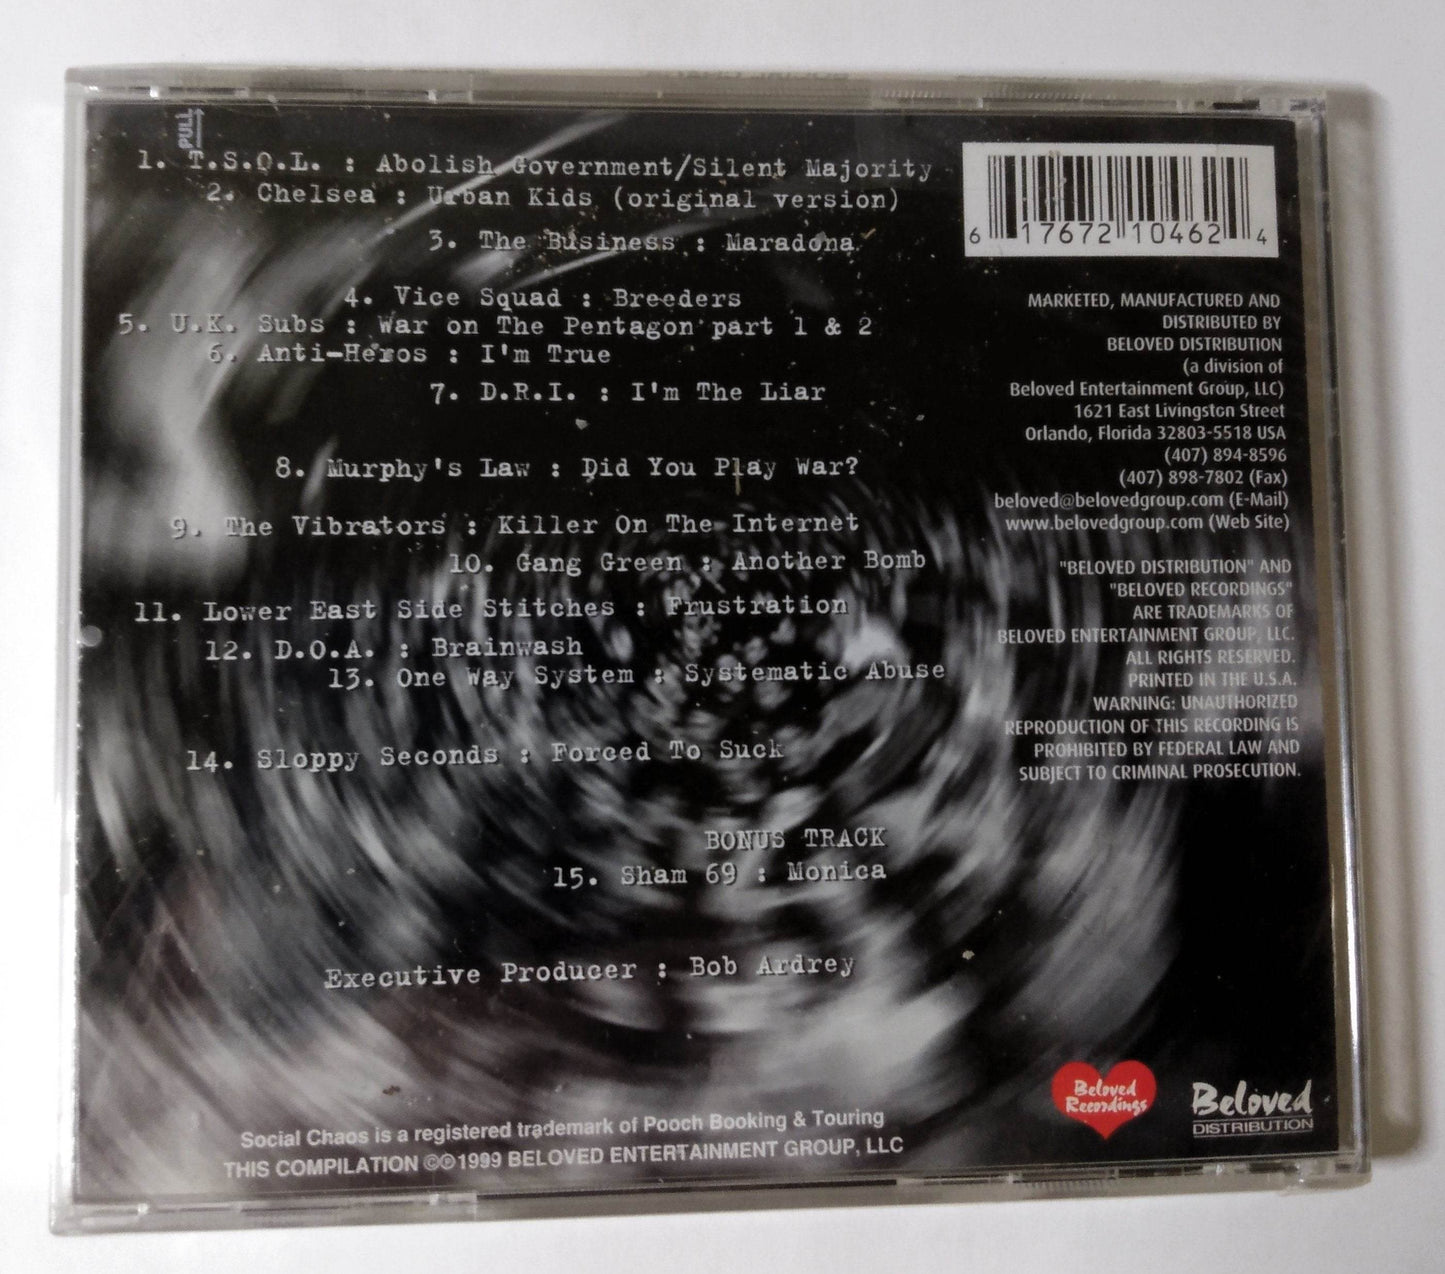 PULL
1. T.S.O.L. : Abolish Government/Silent Majority
2. Chelsea : Urban Kids (original version)
3. The Business : Maradona
4. Vice Squad : Breeders
5. U.K. Subs : War on The Pentagon part 1 & 2
6. Anti-Heros : I'm True
7. D.R.I. : I'm The Liar
8. Murphy's Law : Did You Play War?
9. The Vibrators : Killer On The Internet
10. Gang Green : Another Bomb
11. Lower East Side Stitches : Frustration
12. D.O.A. : Brainwash
13. One Way System : Systematic Abuse
14. Sloppy Seconds : Forced To Suck
BONUS TRACK
15. Sham 69 : Monica
Executive Producer : Bob Ardrey
Social Chaos is a registered trademark of Pooch Booking & Touring
THIS COMPILATION ©℗1999 BELOVED ENTERTAINMENT GROUP, LLC
6 17672 10462 4
MARKETED, MANUFACTURED AND
DISTRIBUTED BY
BELOVED DISTRIBUTION
(a division of
Beloved Entertainment Group, LLC)
1621 East Livingston Street
Orlando, Florida 32803-5518 USA
(407) 894-8596
(407) 898-7802 (Fax)
beloved@belovedgroup.com (E-Mail)
www.belovedgroup.com (Web Site)
"BELOVED DISTRIBUTION" AND
"BELOVED RECORDINGS"
ARE TRADEMARKS OF
BELOVED ENTERTAINMENT GROUP, LLC.
ALL RIGHTS RESERVED.
PRINTED IN THE U.S.A.
WARNING: UNAUTHORIZED
REPRODUCTION OF THIS RECORDING IS
PROHIBITED BY FEDERAL LAW AND
SUBJECT TO CRIMINAL PROSECUTION.
Beloved
Recordings
Beloved
DISTRIBUTION